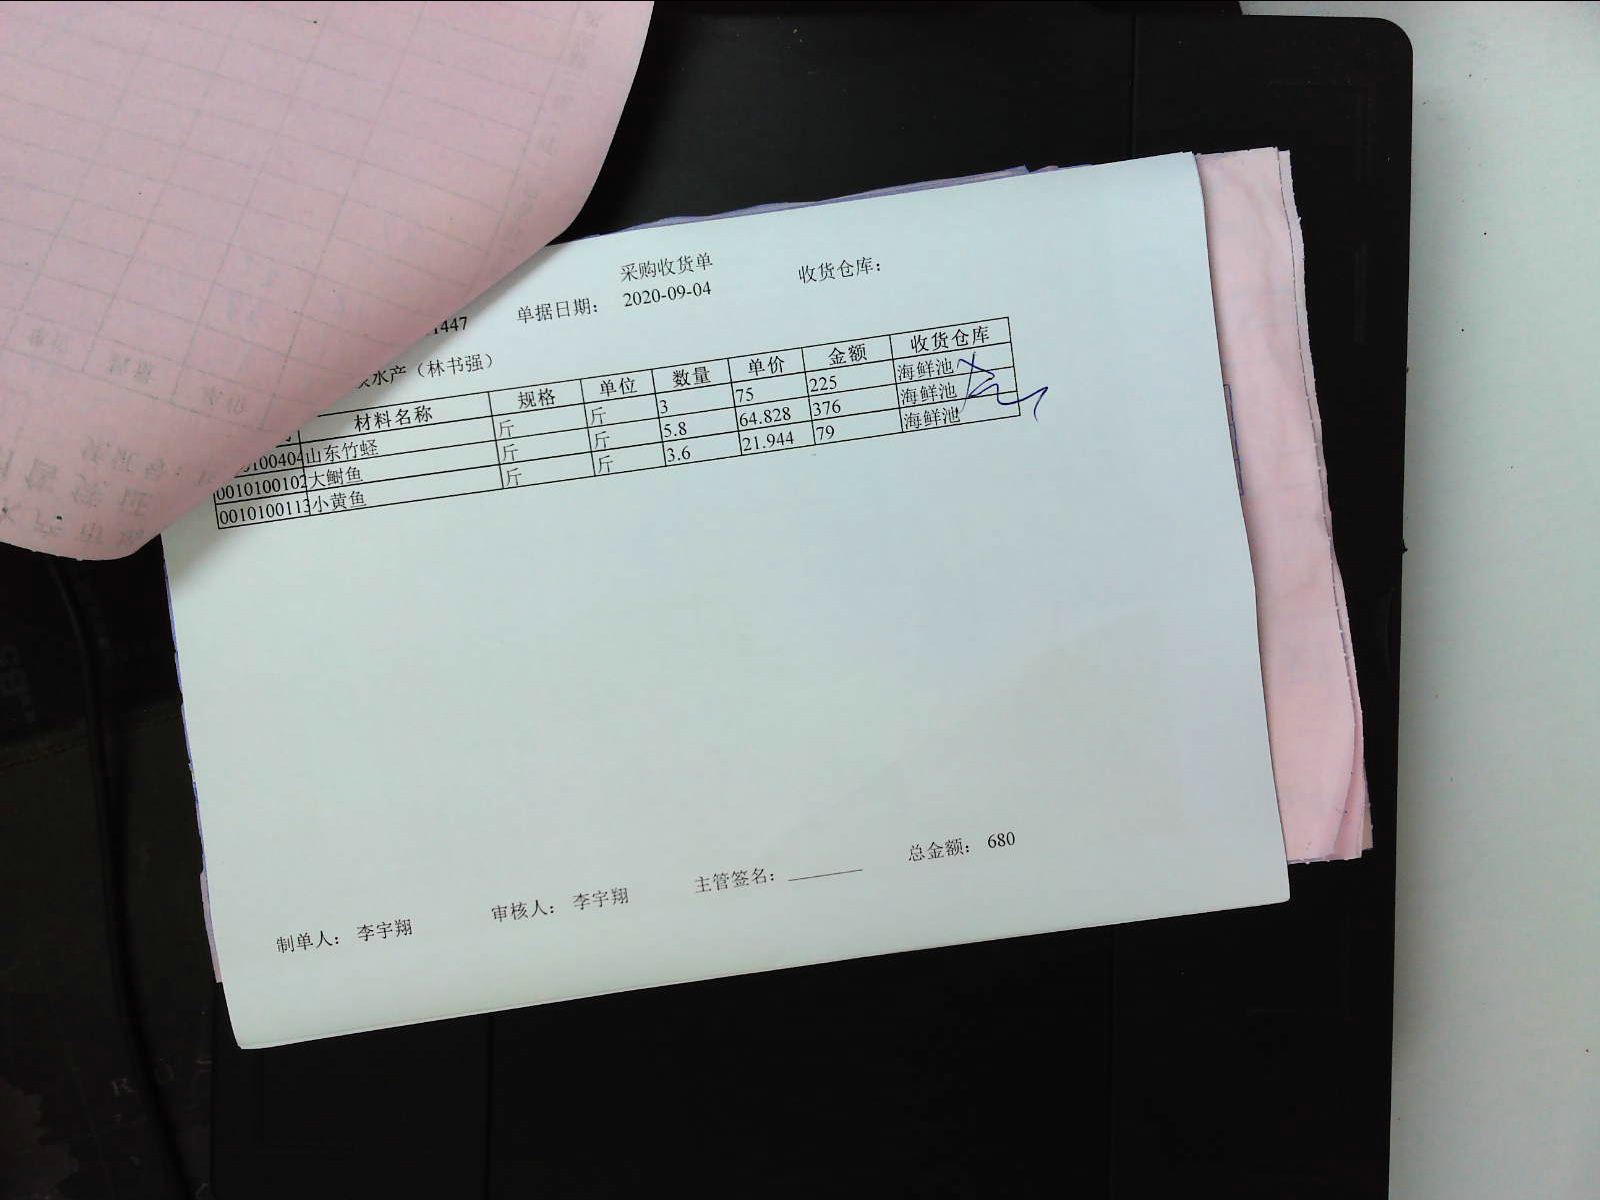 采购收货单
收货仓库：
1447 单据日期： 2020-09-04
水产（林书强）
材料名称 规格 单位 数量 单价 金额 收货仓库
100404 山东竹蛏 斤 斤 3 75 225 海鲜池
0010100102 大鲥鱼 斤 斤 5.8 64.828 376 海鲜池
0010100113 小黄鱼 斤 斤 3.6 21.944 79 海鲜池
制单人： 李宇翔 审核人： 李宇翔 主管签名： 总金额： 680